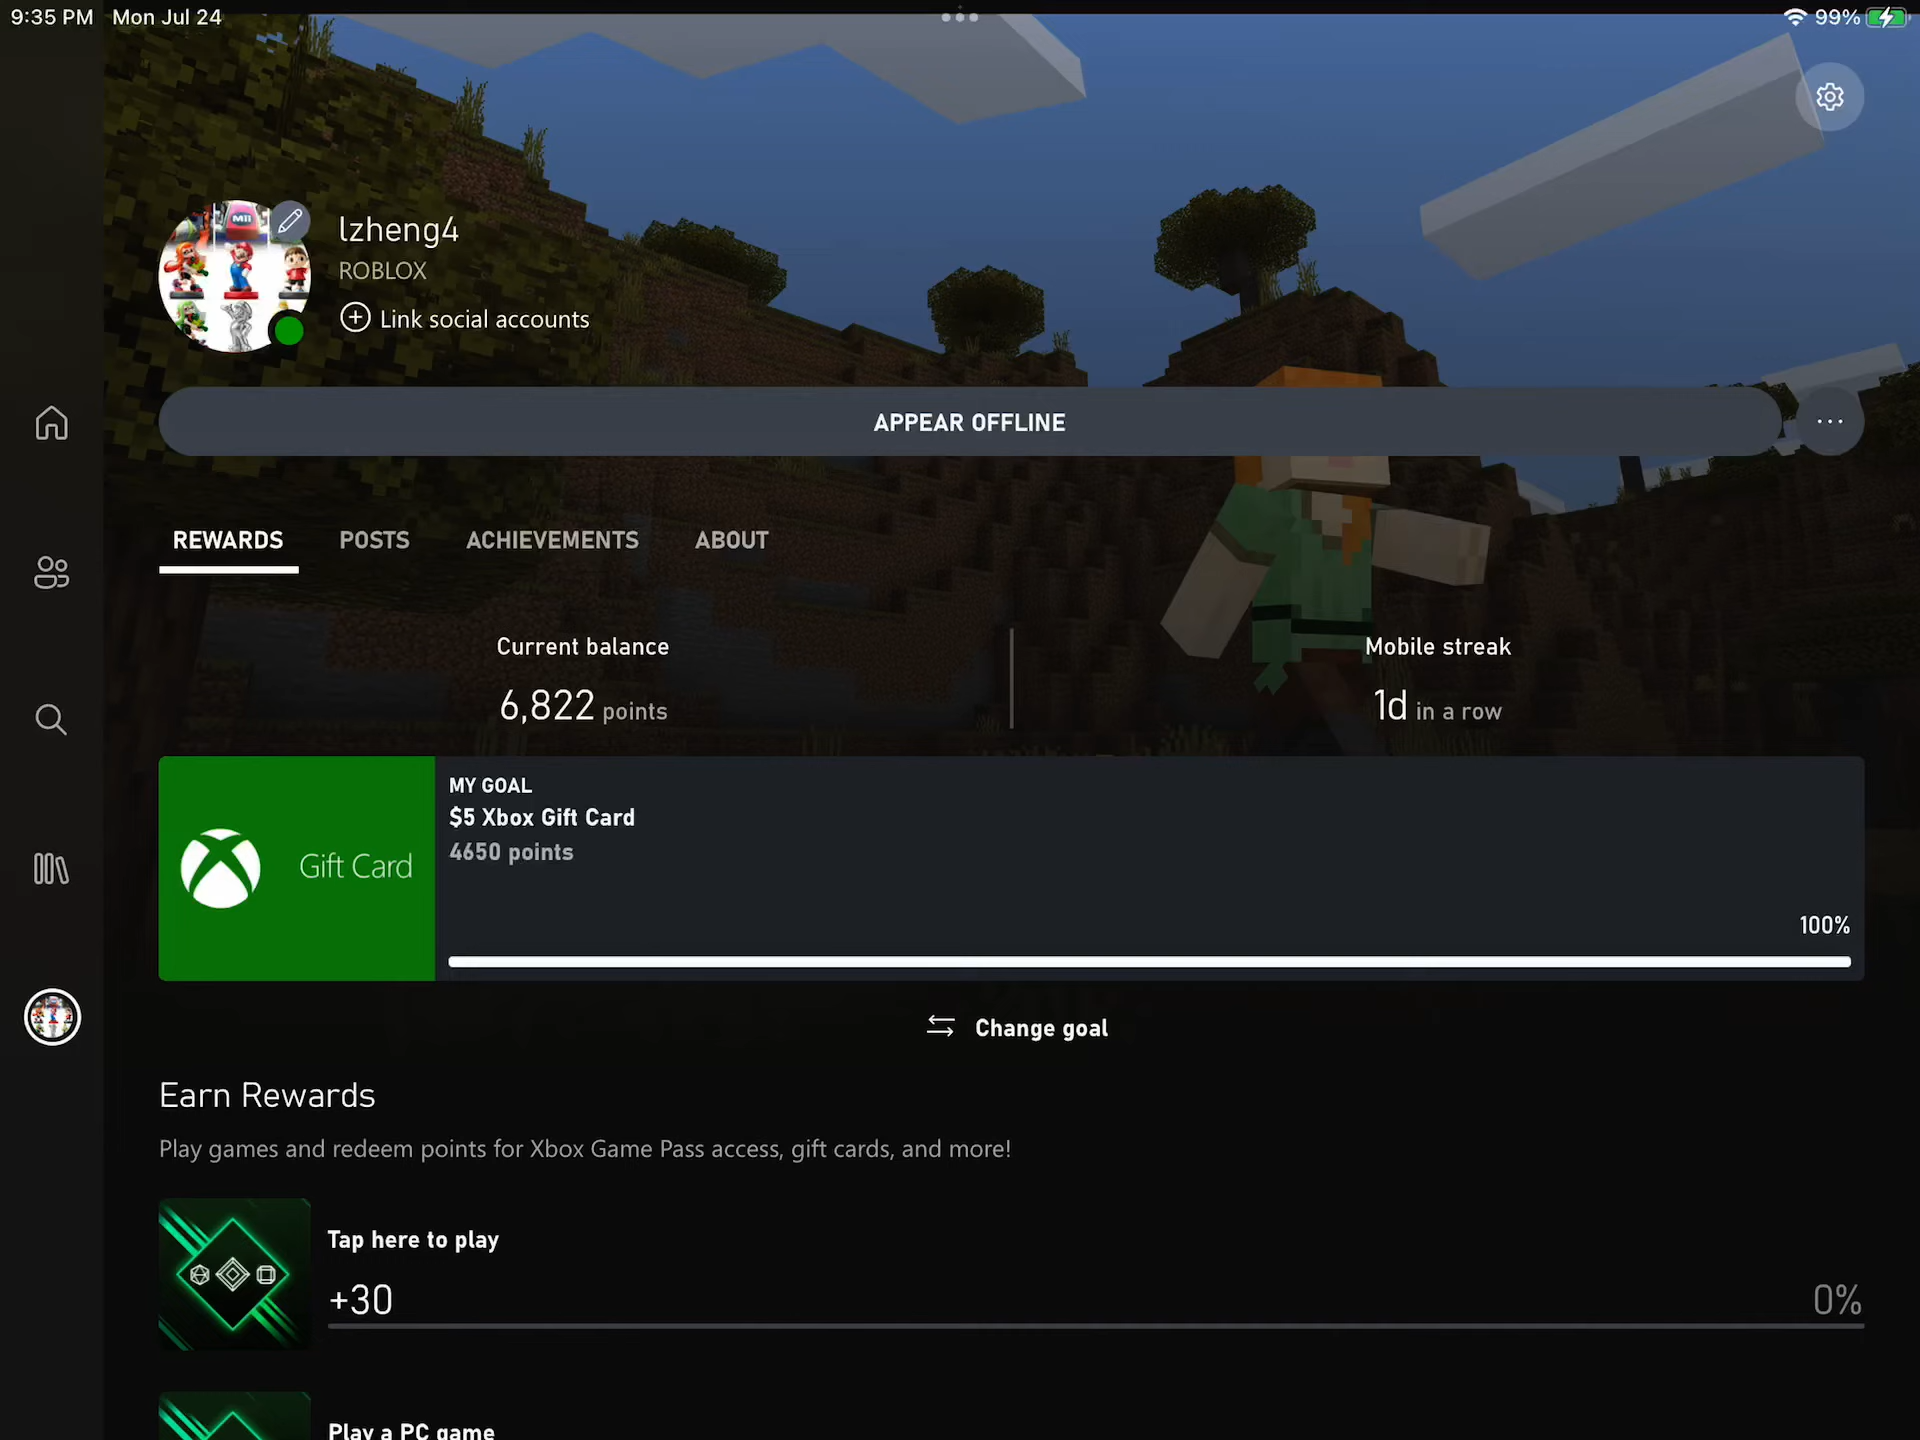 9:35 PM Mon Jul 24
99%
MII
lzheng4
ROBLOX
Link social accounts
APPEAR OFFLINE
REWARDS POSTS ACHIEVEMENTS ABOUT
Current balance
6,822 points
Mobile streak
1d in a row
Gift Card
MY GOAL
$5 Xbox Gift Card
4650 points
100%
Change goal
Earn Rewards
Play games and redeem points for Xbox Game Pass access, gift cards, and more!
Tap here to play
+30
0%
Play a PC game